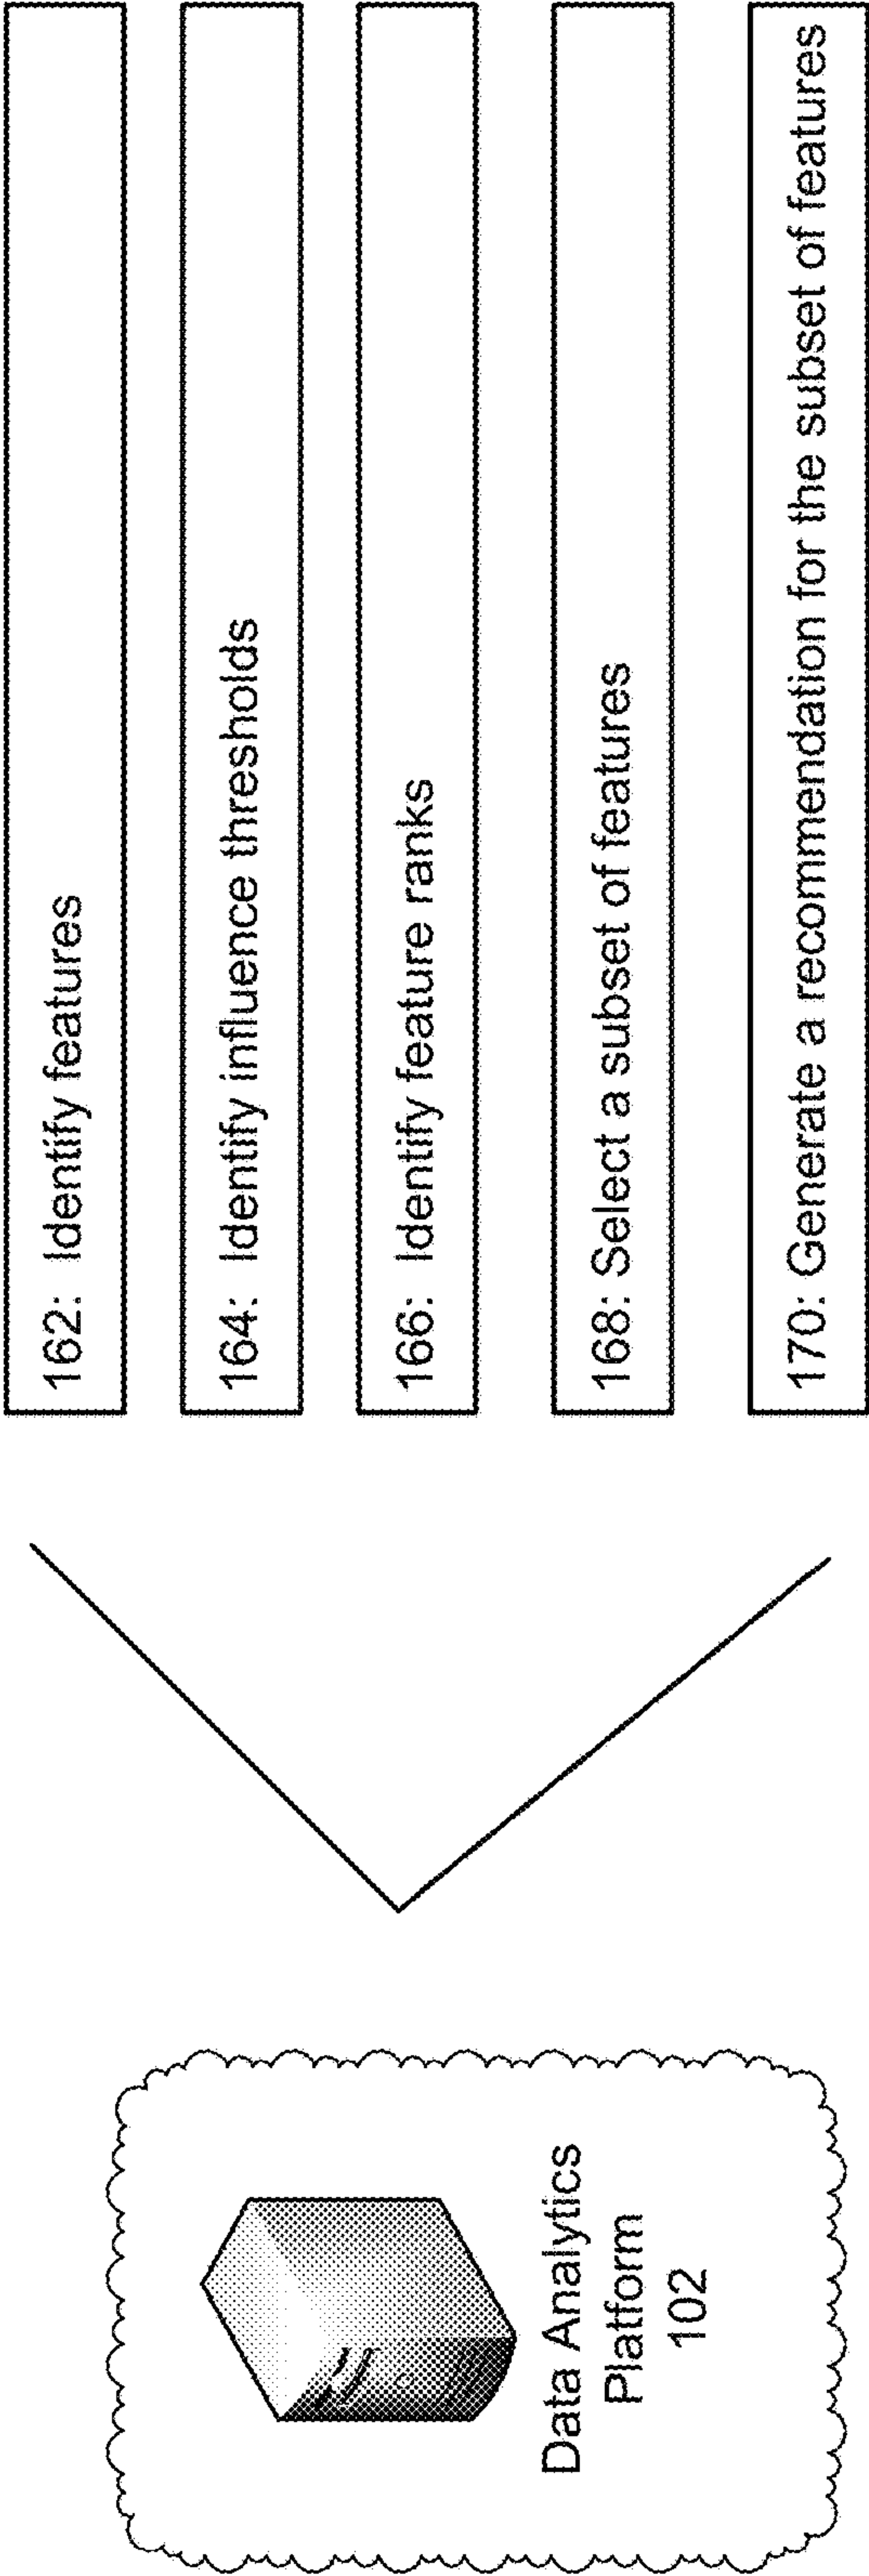 Data Analytics
Platform
102
162: Identify features
164: Identify influence thresholds
166: Identify feature ranks
168: Select a subset of features
170: Generate a recommendation for the subset of features